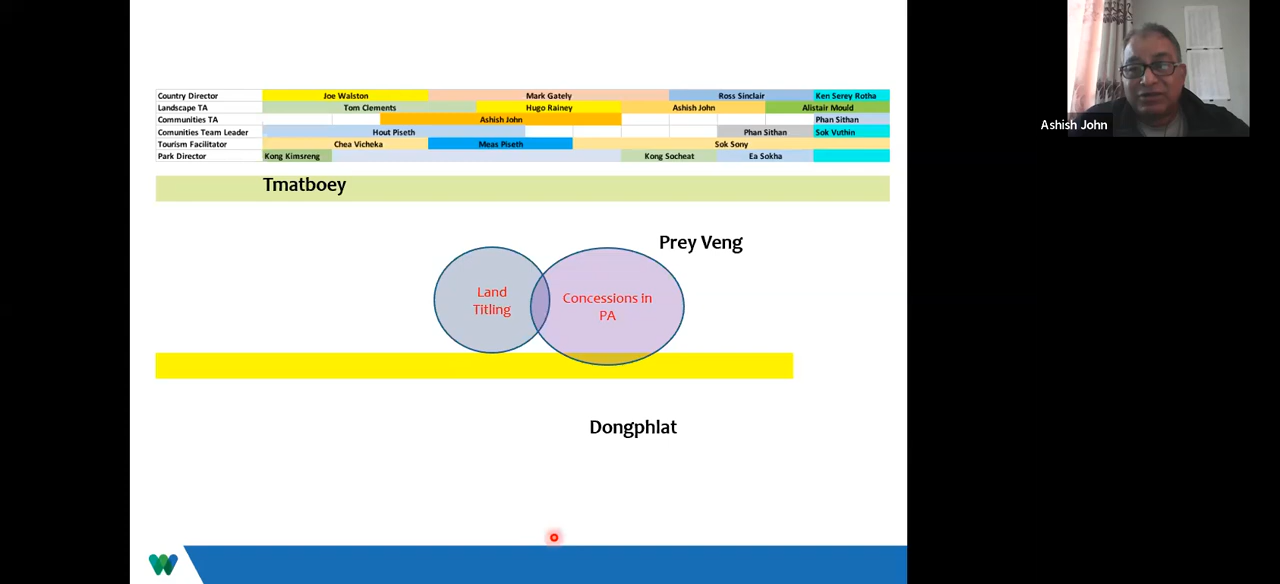 Country Director Joe Walston Mark Gately Ross Sinclair Ken Serey Rotha
Landscape TA Tom Clements Hugo Rainey Ashish John Alistair Mould
Communities TA Ashish John Phan Sithan
Comunities Team Leader Hout Piseth Phan Sithan Sok Vuthin
Tourism Facilitator Chea Vicheka Meas Piseth Sok Sony
Park Director Kong Kimsreng Kong Socheat Ea Sokha
Tmatboey
Prey Veng
Land
Titling
Concessions in
PA
Dongphlat
Ashish John